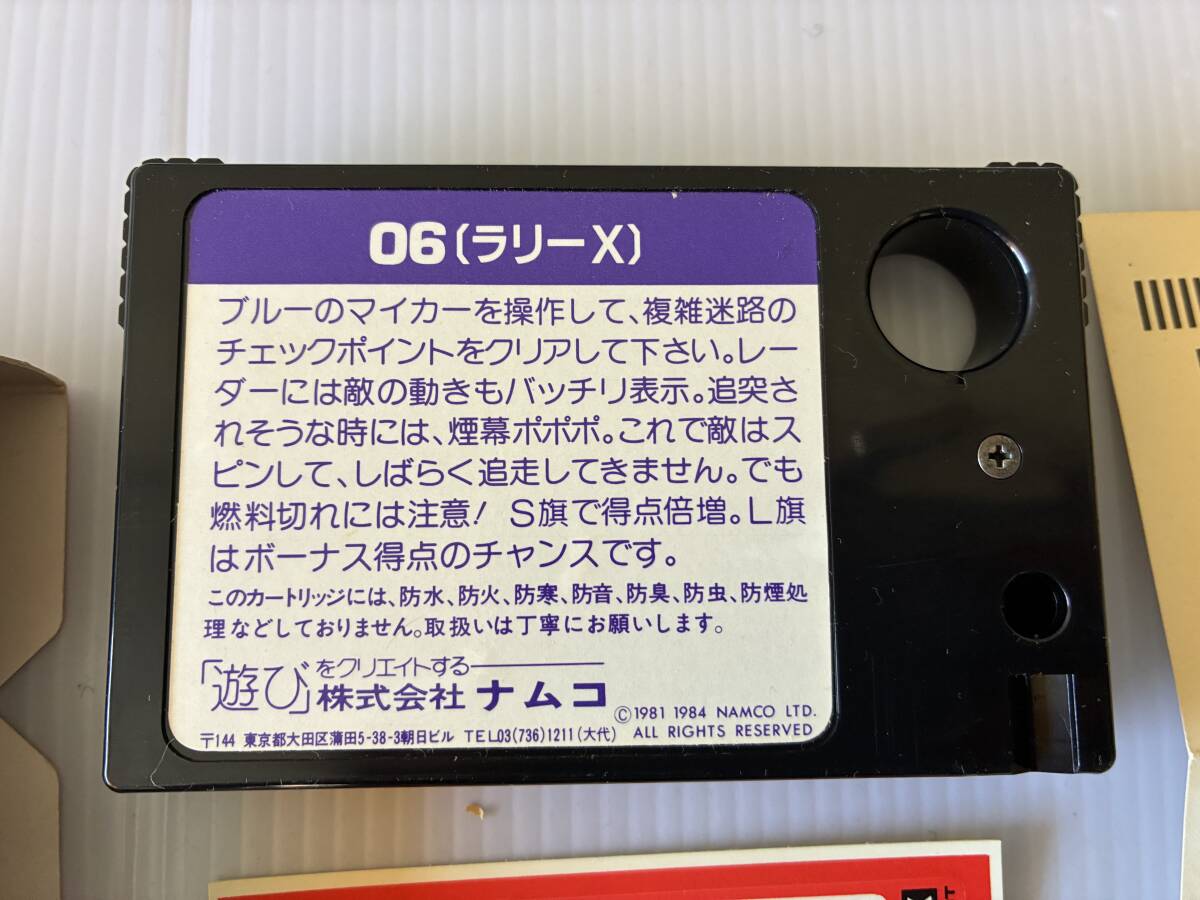 06〔ラリーX〕
ブルーのマイカーを操作して、複雑迷路の
チェックポイントをクリアして下さい。レー
ダーには敵の動きもバッチリ表示。追突さ
れそうな時には、煙幕ポポポ。これで敵はス
ピンして、しばらく追走してきません。でも
燃料切れには注意! S旗で得点倍増。L旗
はボーナス得点のチャンスです。
このカートリッジには、防水、防火、防寒、防音、防臭、防虫、防煙処
理などしておりません。取扱いは丁寧にお願いします。
「遊び」をクリエイトする
株式会社 ナムコ
©1981 1984 NAMCO LTD.
〒144 東京都大田区蒲田5-38-3朝日ビル TEL03(736)1211(大代) ALL RIGHTS RESERVED